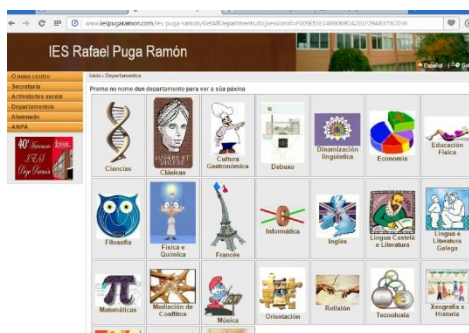 www.iespugaramon.com/ies-puga-ramon/GetAllDepartments.do
IES Rafael Puga Ramón
Español
O noso centro
Secretaría
Actividades xerais
Departamentos
Alumnado
ANPA
Inicio - Departamentos
Preme no nome dun departamento para ver a súa páxina
40º
I.E.S
Puga Ramón
Ciencias
Clásicas
Cultura Gastronómica
Debuxo
Dinamización lingüística
Economía
Educación Física
Filosofía
Física e Química
Francés
Informática
Inglés
Lingua Castelá e Literatura
Lingua e Literatura Galega
Matemáticas
Mediación de Conflitos
Música
Orientación
Relixión
Tecnoloxía
Xeografía e Historia